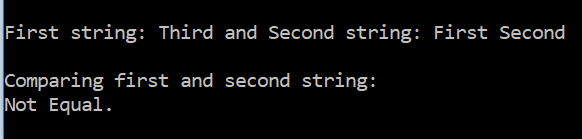 First string: Third and Second string: First Second
Comparing first and second string:
Not Equal.